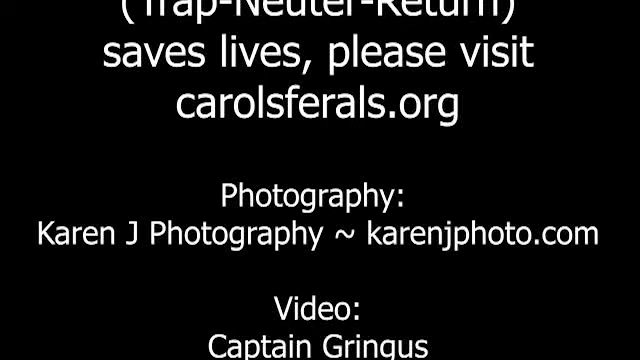 (Trap-Neuter-Return)
saves lives, please visit
carolsferals.org
Photography:
Karen J Photography ~ karenjphoto.com
Video:
Captain Gringus